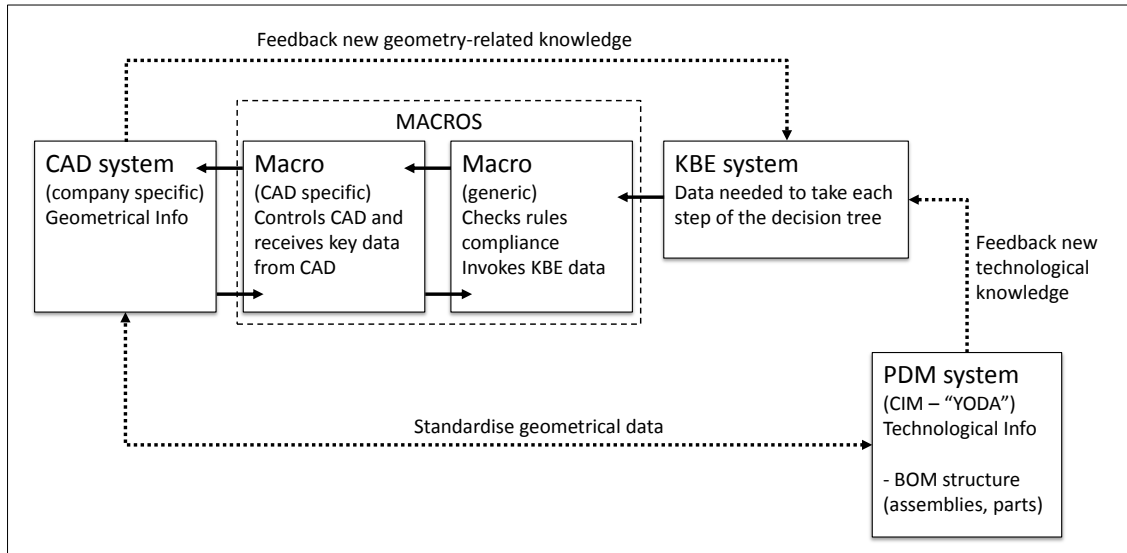 Feedback new geometry-related knowledge
MACROS
CAD system
(company specific)
Geometrical Info
Macro
(CAD specific)
Controls CAD and
receives key data
from CAD
Macro
(generic)
Checks rules
compliance
Invokes KBE data
KBE system
Data needed to take each
step of the decision tree
Feedback new
technological
knowledge
PDM system
(CIM – “YODA”)
Technological Info
- BOM structure
(assemblies, parts)
Standardise geometrical data